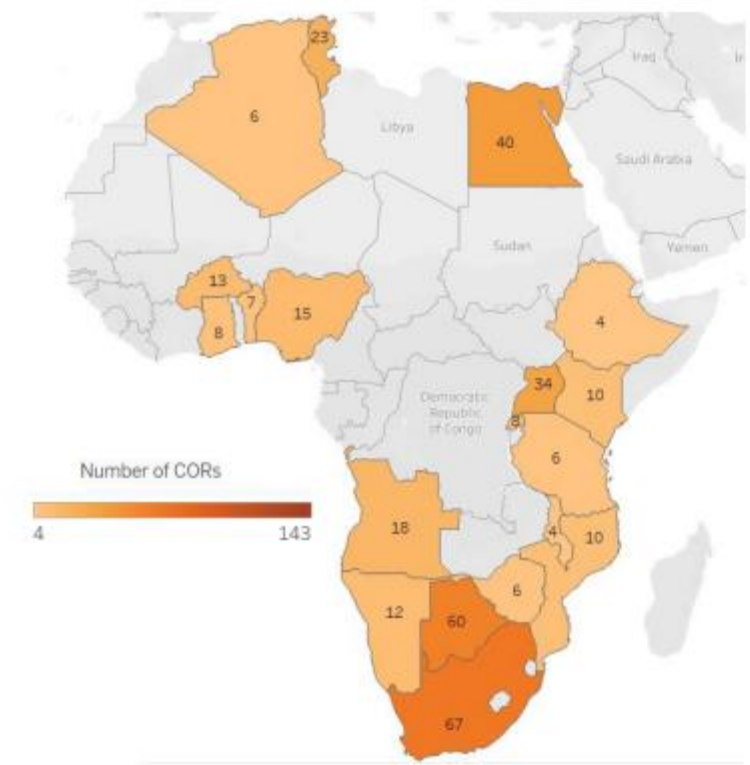 23
Iraq
Ir
6
Libya
40
Saudi Arabia
Sudan
Yemen
13
7
15
8
4
34
10
Democratic
Republic
of Congo
8
6
Number of CORs
4
143
18
4
10
12
6
60
67